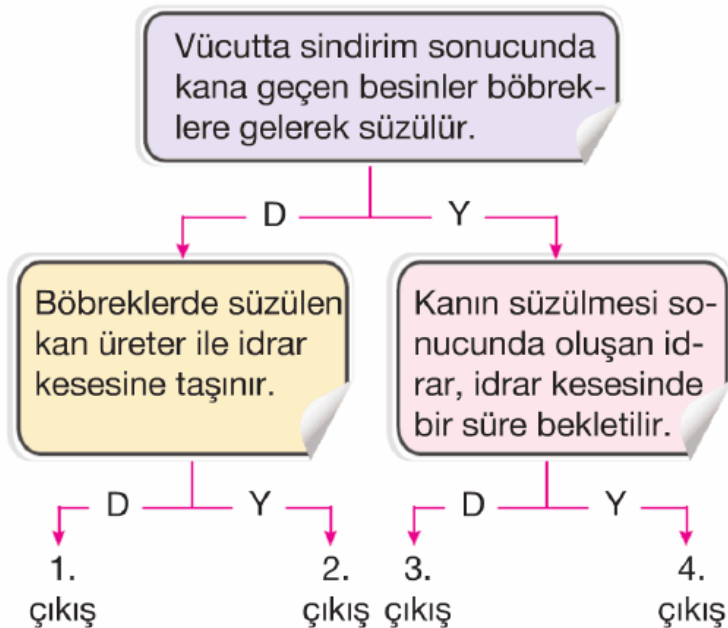 Vücutta sindirim sonucunda
kana geçen besinler böbrek-
lere gelerek süzülür.
D
Y
Böbreklerde süzülen
kan üreter ile idrar
kesesine taşınır.
Kanın süzülmesi so-
nucunda oluşan id-
rar, idrar kesesinde
bir süre bekletilir.
D
Y
D
Y
1.
çıkış
2.
çıkış
3.
çıkış
4.
çıkış